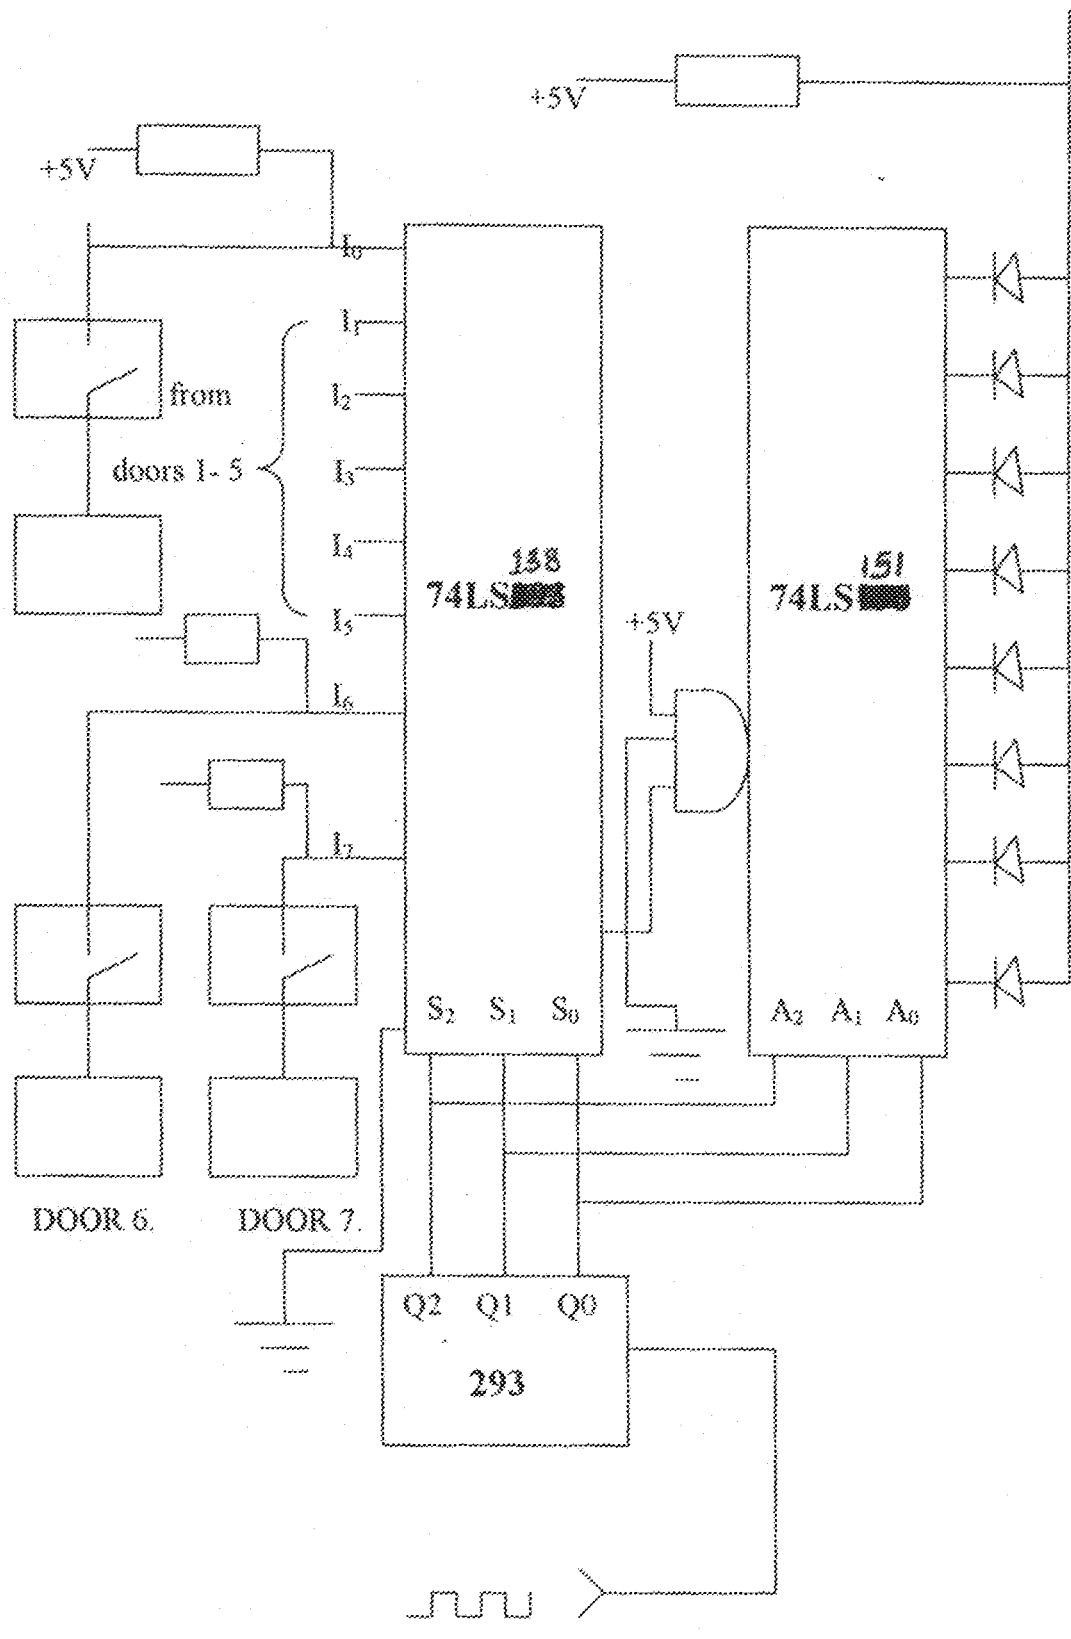 +5V
+5V
I₀
I₁
from
I₂
doors 1- 5
I₃
I₄
138
74LS
151
74LS
I₅
+5V
I₆
I₇
S₂ S₁ S₀
A₂ A₁ A₀
DOOR 6.
DOOR 7.
Q2 Q1 Q0
293